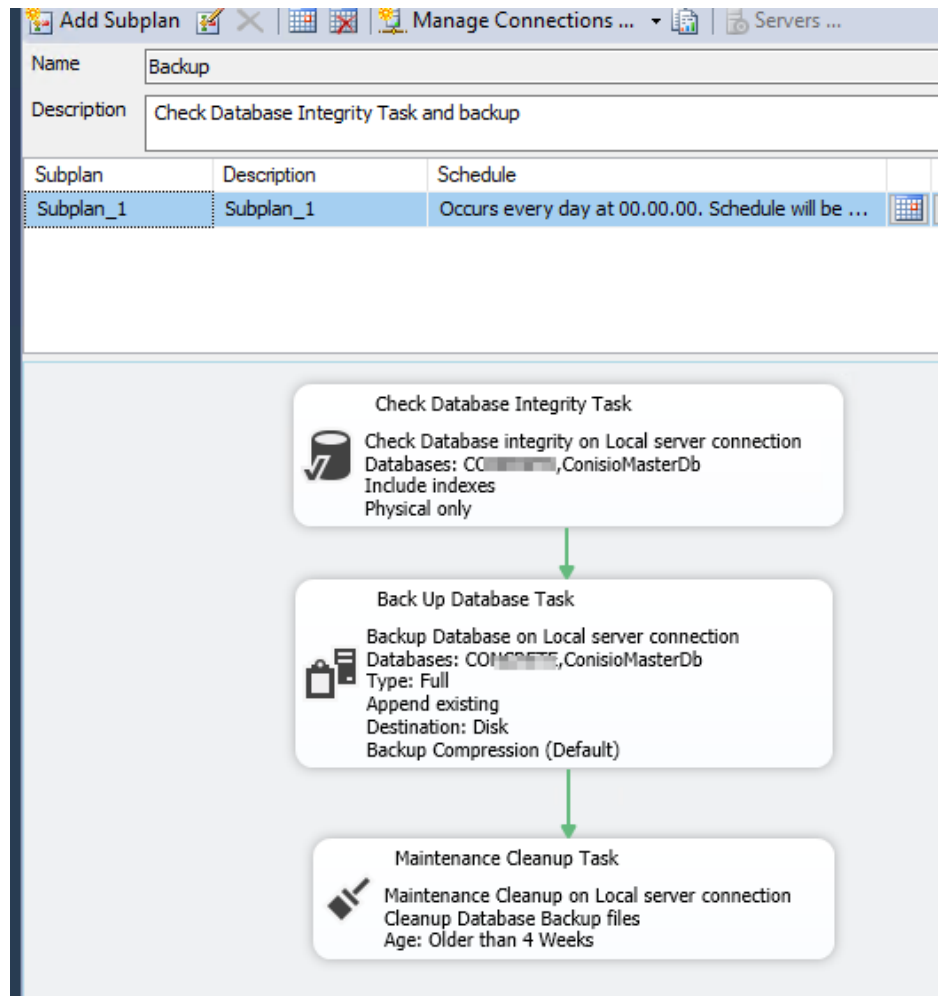 Add Subplan Manage Connections ... Servers ...
Name Backup
Description Check Database Integrity Task and backup
Subplan Description Schedule
Subplan_1 Subplan_1 Occurs every day at 00.00.00. Schedule will be ...
Check Database Integrity Task
Check Database integrity on Local server connection
Databases: ,ConisioMasterDb
Include indexes
Physical only
Back Up Database Task
Backup Database on Local server connection
Databases: ,ConisioMasterDb
Type: Full
Append existing
Destination: Disk
Backup Compression (Default)
Maintenance Cleanup Task
Maintenance Cleanup on Local server connection
Cleanup Database Backup files
Age: Older than 4 Weeks